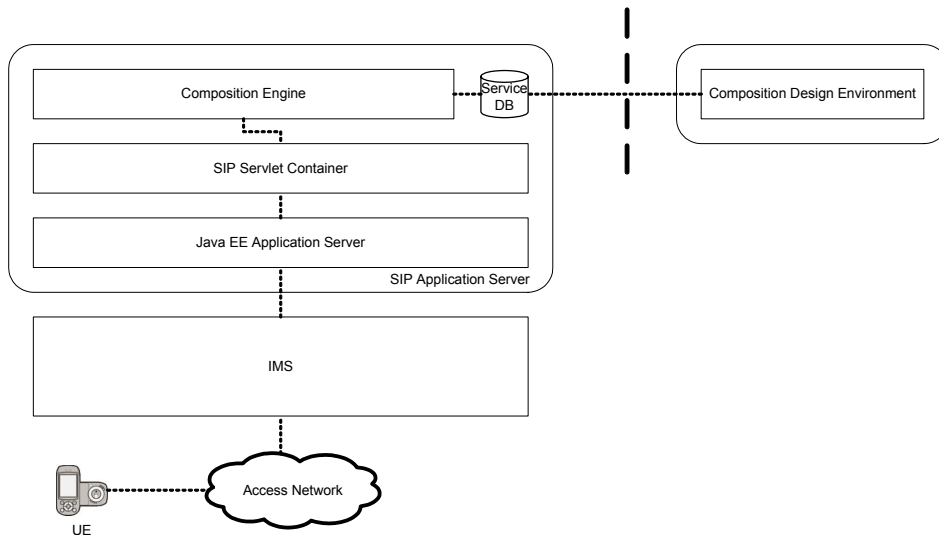 Composition Engine
Service
DB
Composition Design Environment
SIP Servlet Container
Java EE Application Server
SIP Application Server
IMS
Access Network
UE